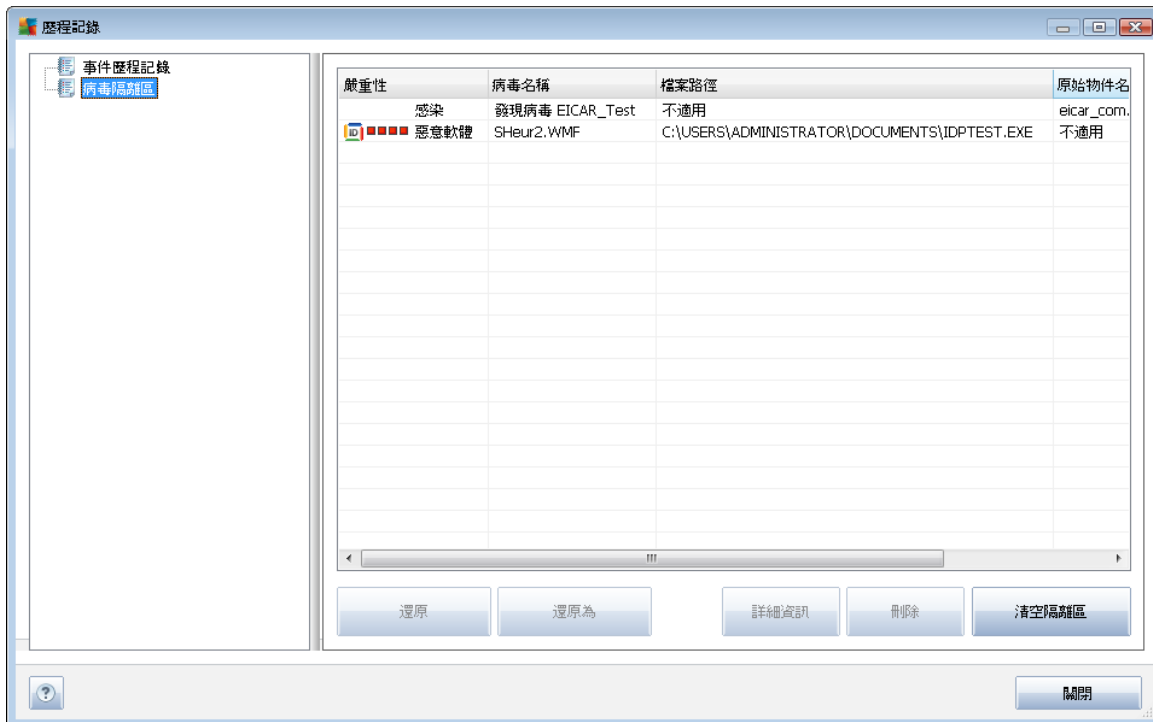 歷程記錄
事件歷程記錄
病毒隔離區
嚴重性 病毒名稱 檔案路徑 原始物件名
感染 發現病毒 EICAR_Test 不適用 eicar_com.
ID 惡意軟體 SHeur2.WMF C:\USERS\ADMINISTRATOR\DOCUMENTS\IDPTEST.EXE 不適用
還原 還原為 詳細資訊 刪除 清空隔離區
? 關閉